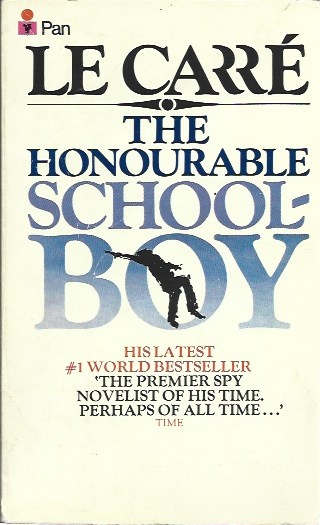 Pan
LE CARRÉ
THE
HONOURABLE
SCHOOL-
BOY
HIS LATEST
#1 WORLD BESTSELLER
'THE PREMIER SPY
NOVELIST OF HIS TIME.
PERHAPS OF ALL TIME...'
TIME